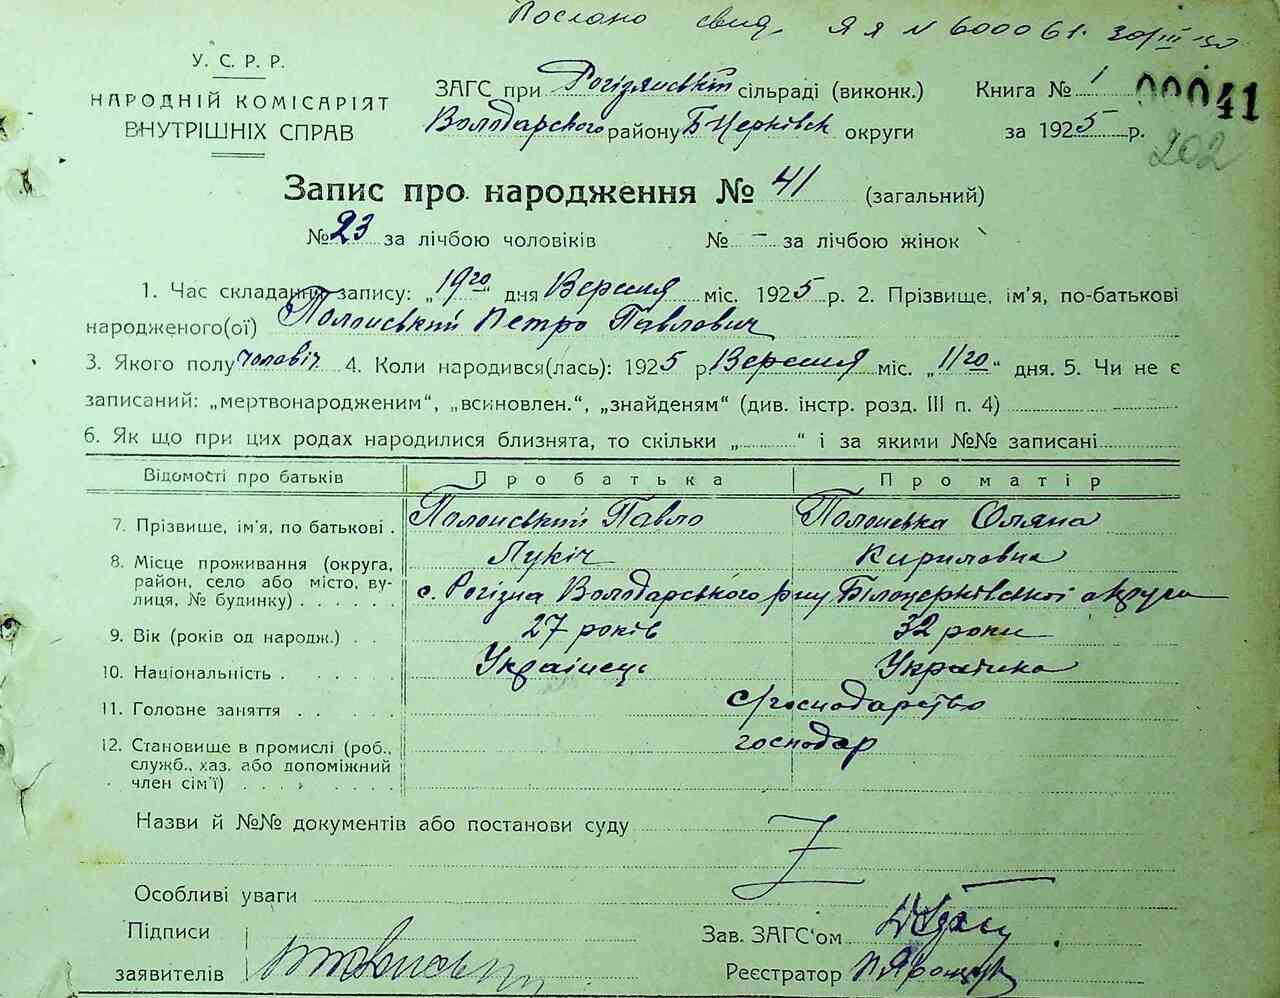 Послано свид. ЯЯ № 600061. 30/III-30
У. С. Р. Р.
НАРОДНІЙ КОМІСАРІЯТ
ВНУТРІШНІХ СПРАВ
ЗАГС при Рогізянській сільраді (виконк.) Книга № 1 00041
Володарського району Б Церківськ округи за 1925 р.
202
Запис про народження № 41 (загальний)
№ 23 за лічбою чоловіків № – за лічбою жінок
1. Час складання запису: „19го“ дня Вересня міс. 1925 р. 2. Прізвище, ім'я, по-батькові
народженого(ої) Полонський Петро Павлович
3. Якого полу чоловіч. 4. Коли народився(лась): 1925 р Вересня міс. „11го“ дня. 5. Чи не є
записаний: „мертвонародженим“, „всиновлен.“, „знайденям“ (див. інстр. розд. III п. 4)
6. Як що при цих родах народилися близнята, то скільки „ “ і за якими №№ записані
Відомості про батьків Про батька Про матір
7. Прізвище, ім'я, по батькові . Полонський Павло Полонська Оляна
Лукіч Кириловна
8. Місце проживання (округа,
район, село або місто, ву-
лиця, № будинку) . . . . . с. Рогізна Володарського р-ну Білоцерківської округи
9. Вік (років од народж.) . . 27 років 32 роки
10. Національність . . . . . Українець Українка
11. Головне заняття . . . . . с/господарство
12. Становище в промислі (роб., господар
служб., хаз. або допоміжний
член сім'ї) . . . . . . .
Назви й №№ документів або постанови суду
Особливі уваги
Підписи Зав. ЗАГС'ом
заявителів Реєстратор